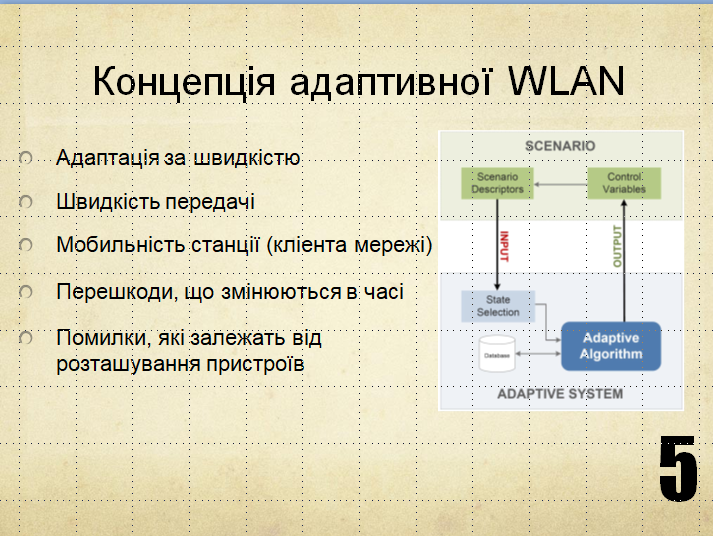 Концепція адаптивної WLAN
Адаптація за швидкістю
Швидкість передачі
Мобильність станції (кліента мережі)
Перешкоди, що змінюються в часі
Помилки, які залежать від
розташування пристроїв
SCENARIO
Scenario
Descriptors
Control
Variables
INPUT
OUTPUT
State
Selection
Database
Adaptive
Algorithm
ADAPTIVE SYSTEM
5